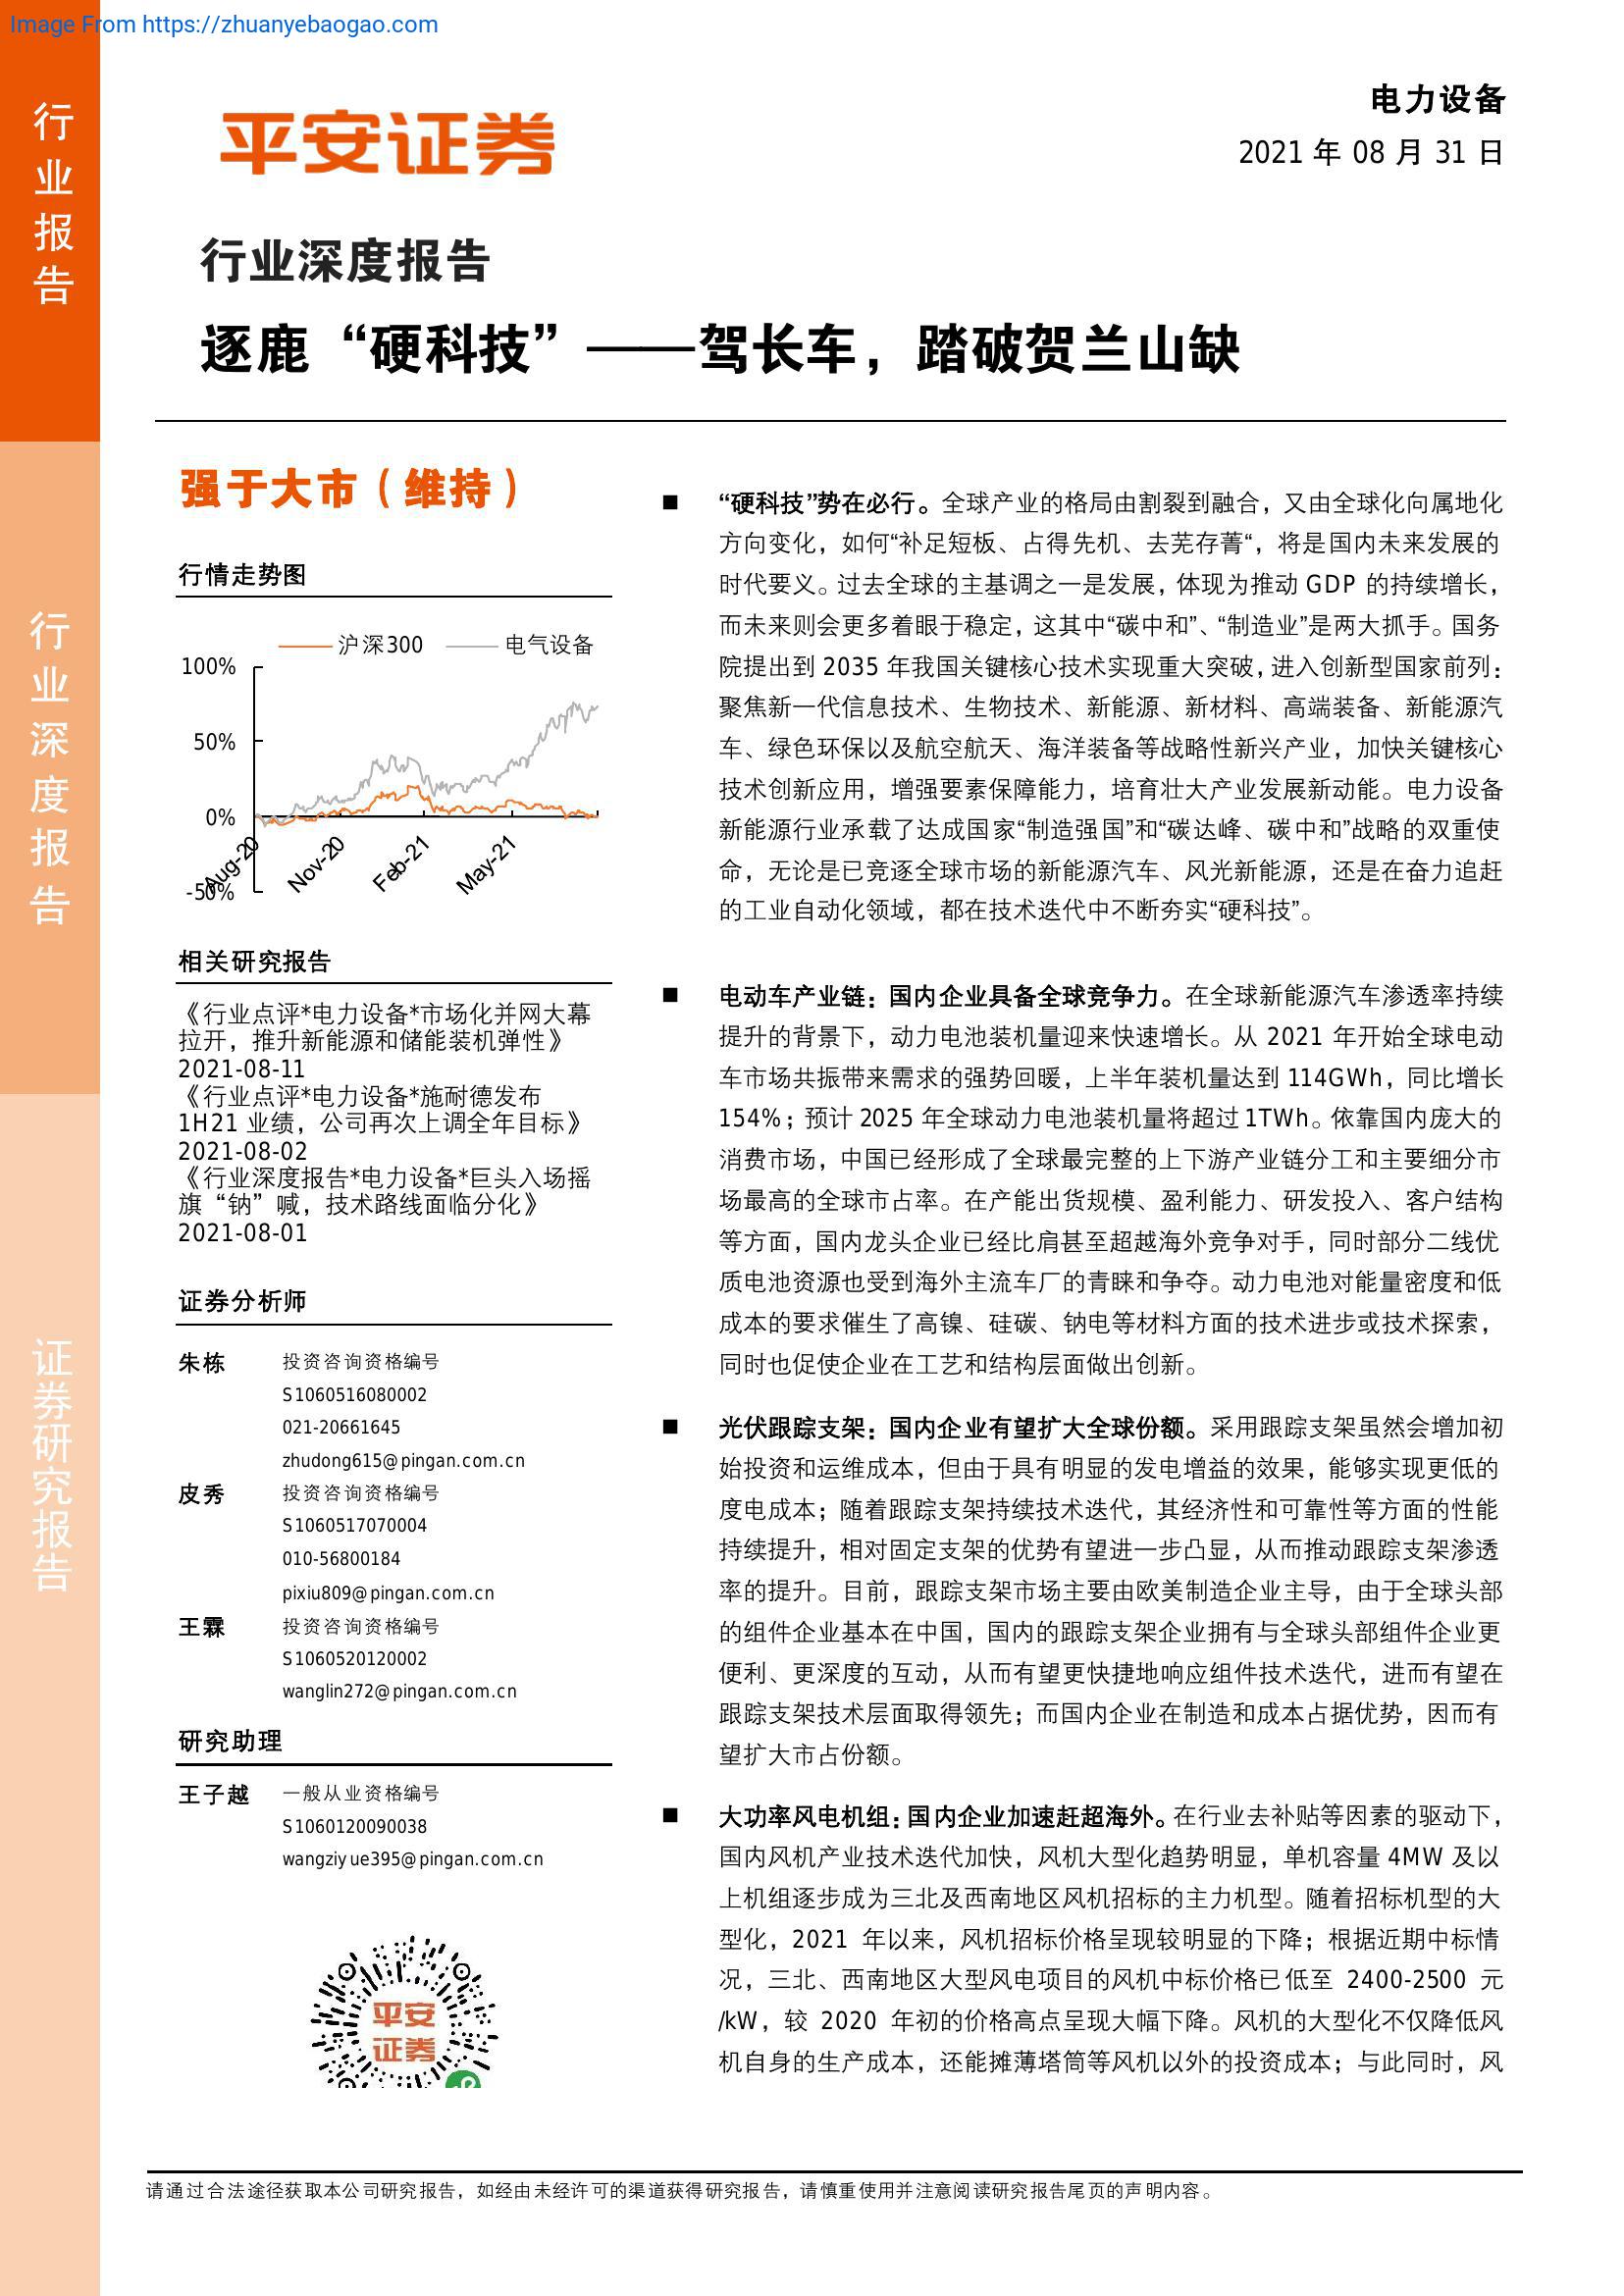 Image From https://zhuanyebaogao.com
行业报告
行业深度报告
证券研究报告
平安证券
电力设备
2021 年 08 月 31 日
行业深度报告
逐鹿“硬科技”——驾长车，踏破贺兰山缺
强于大市（维持）
行情走势图
沪深300 电气设备
100%
50%
0%
-50%
Aug-20 Nov-20 Feb-21 May-21
相关研究报告
《行业点评*电力设备*市场化并网大幕
拉开，推升新能源和储能装机弹性》
2021-08-11
《行业点评*电力设备*施耐德发布
1H21 业绩，公司再次上调全年目标》
2021-08-02
《行业深度报告*电力设备*巨头入场摇
旗“钠”喊，技术路线面临分化》
2021-08-01
证券分析师
朱栋 投资咨询资格编号
S1060516080002
021-20661645
zhudong615@pingan.com.cn
皮秀 投资咨询资格编号
S1060517070004
010-56800184
pixiu809@pingan.com.cn
王霖 投资咨询资格编号
S1060520120002
wanglin272@pingan.com.cn
研究助理
王子越 一般从业资格编号
S1060120090038
wangziyue395@pingan.com.cn
平安
证券
■ “硬科技”势在必行。全球产业的格局由割裂到融合，又由全球化向属地化
方向变化，如何“补足短板、占得先机、去芜存菁“，将是国内未来发展的
时代要义。过去全球的主基调之一是发展，体现为推动 GDP 的持续增长，
而未来则会更多着眼于稳定，这其中“碳中和”、“制造业”是两大抓手。国务
院提出到 2035 年我国关键核心技术实现重大突破，进入创新型国家前列：
聚焦新一代信息技术、生物技术、新能源、新材料、高端装备、新能源汽
车、绿色环保以及航空航天、海洋装备等战略性新兴产业，加快关键核心
技术创新应用，增强要素保障能力，培育壮大产业发展新动能。电力设备
新能源行业承载了达成国家“制造强国”和“碳达峰、碳中和”战略的双重使
命，无论是已竞逐全球市场的新能源汽车、风光新能源，还是在奋力追赶
的工业自动化领域，都在技术迭代中不断夯实“硬科技”。
■ 电动车产业链：国内企业具备全球竞争力。在全球新能源汽车渗透率持续
提升的背景下，动力电池装机量迎来快速增长。从 2021 年开始全球电动
车市场共振带来需求的强势回暖，上半年装机量达到 114GWh，同比增长
154%；预计 2025 年全球动力电池装机量将超过 1TWh。依靠国内庞大的
消费市场，中国已经形成了全球最完整的上下游产业链分工和主要细分市
场最高的全球市占率。在产能出货规模、盈利能力、研发投入、客户结构
等方面，国内龙头企业已经比肩甚至超越海外竞争对手，同时部分二线优
质电池资源也受到海外主流车厂的青睐和争夺。动力电池对能量密度和低
成本的要求催生了高镍、硅碳、钠电等材料方面的技术进步或技术探索，
同时也促使企业在工艺和结构层面做出创新。
■ 光伏跟踪支架：国内企业有望扩大全球份额。采用跟踪支架虽然会增加初
始投资和运维成本，但由于具有明显的发电增益的效果，能够实现更低的
度电成本；随着跟踪支架持续技术迭代，其经济性和可靠性等方面的性能
持续提升，相对固定支架的优势有望进一步凸显，从而推动跟踪支架渗透
率的提升。目前，跟踪支架市场主要由欧美制造企业主导，由于全球头部
的组件企业基本在中国，国内的跟踪支架企业拥有与全球头部组件企业更
便利、更深度的互动，从而有望更快捷地响应组件技术迭代，进而有望在
跟踪支架技术层面取得领先；而国内企业在制造和成本占据优势，因而有
望扩大市占份额。
■ 大功率风电机组：国内企业加速赶超海外。在行业去补贴等因素的驱动下，
国内风机产业技术迭代加快，风机大型化趋势明显，单机容量 4MW 及以
上机组逐步成为三北及西南地区风机招标的主力机型。随着招标机型的大
型化，2021 年以来，风机招标价格呈现较明显的下降；根据近期中标情
况，三北、西南地区大型风电项目的风机中标价格已低至 2400-2500 元
/kW，较 2020 年初的价格高点呈现大幅下降。风机的大型化不仅降低风
机自身的生产成本，还能摊薄塔筒等风机以外的投资成本；与此同时，风
请通过合法途径获取本公司研究报告，如经由未经许可的渠道获得研究报告，请慎重使用并注意阅读研究报告尾页的声明内容。